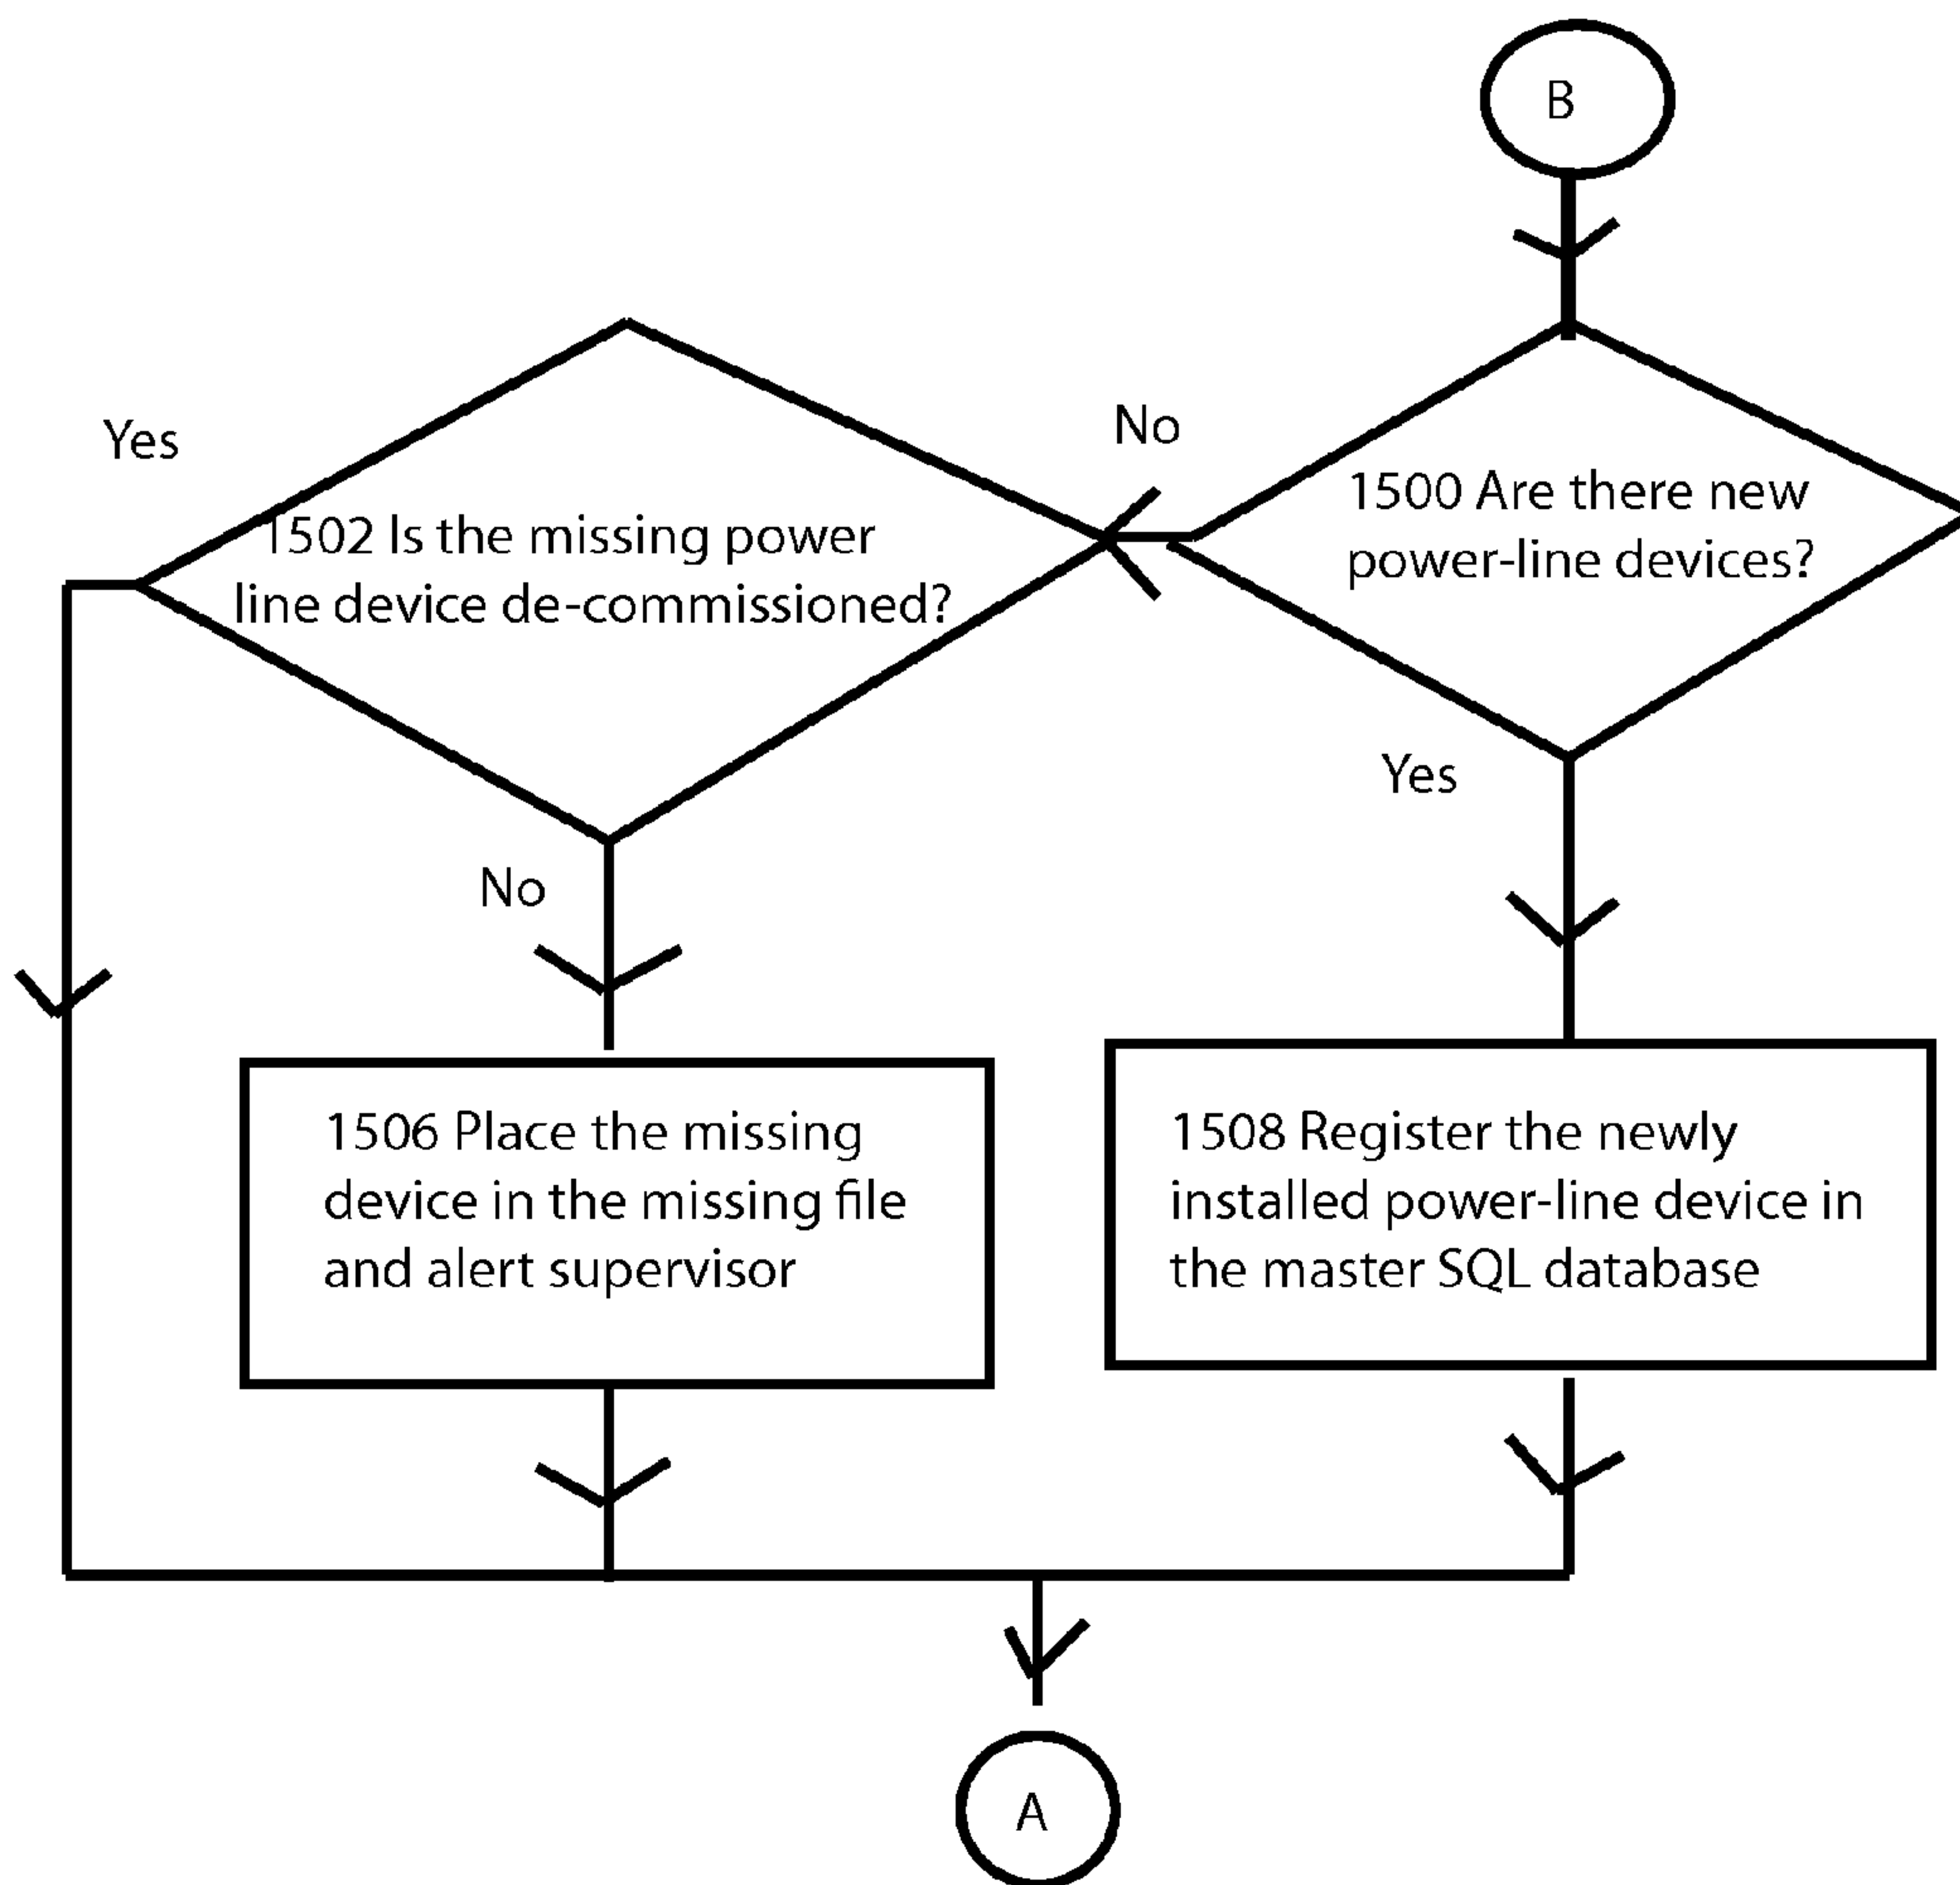 B
Yes
No
1500 Are there new
power-line devices?
1502 Is the missing power
line device de-commissioned?
Yes
No
1506 Place the missing
device in the missing file
and alert supervisor
1508 Register the newly
installed power-line device in
the master SQL database
A